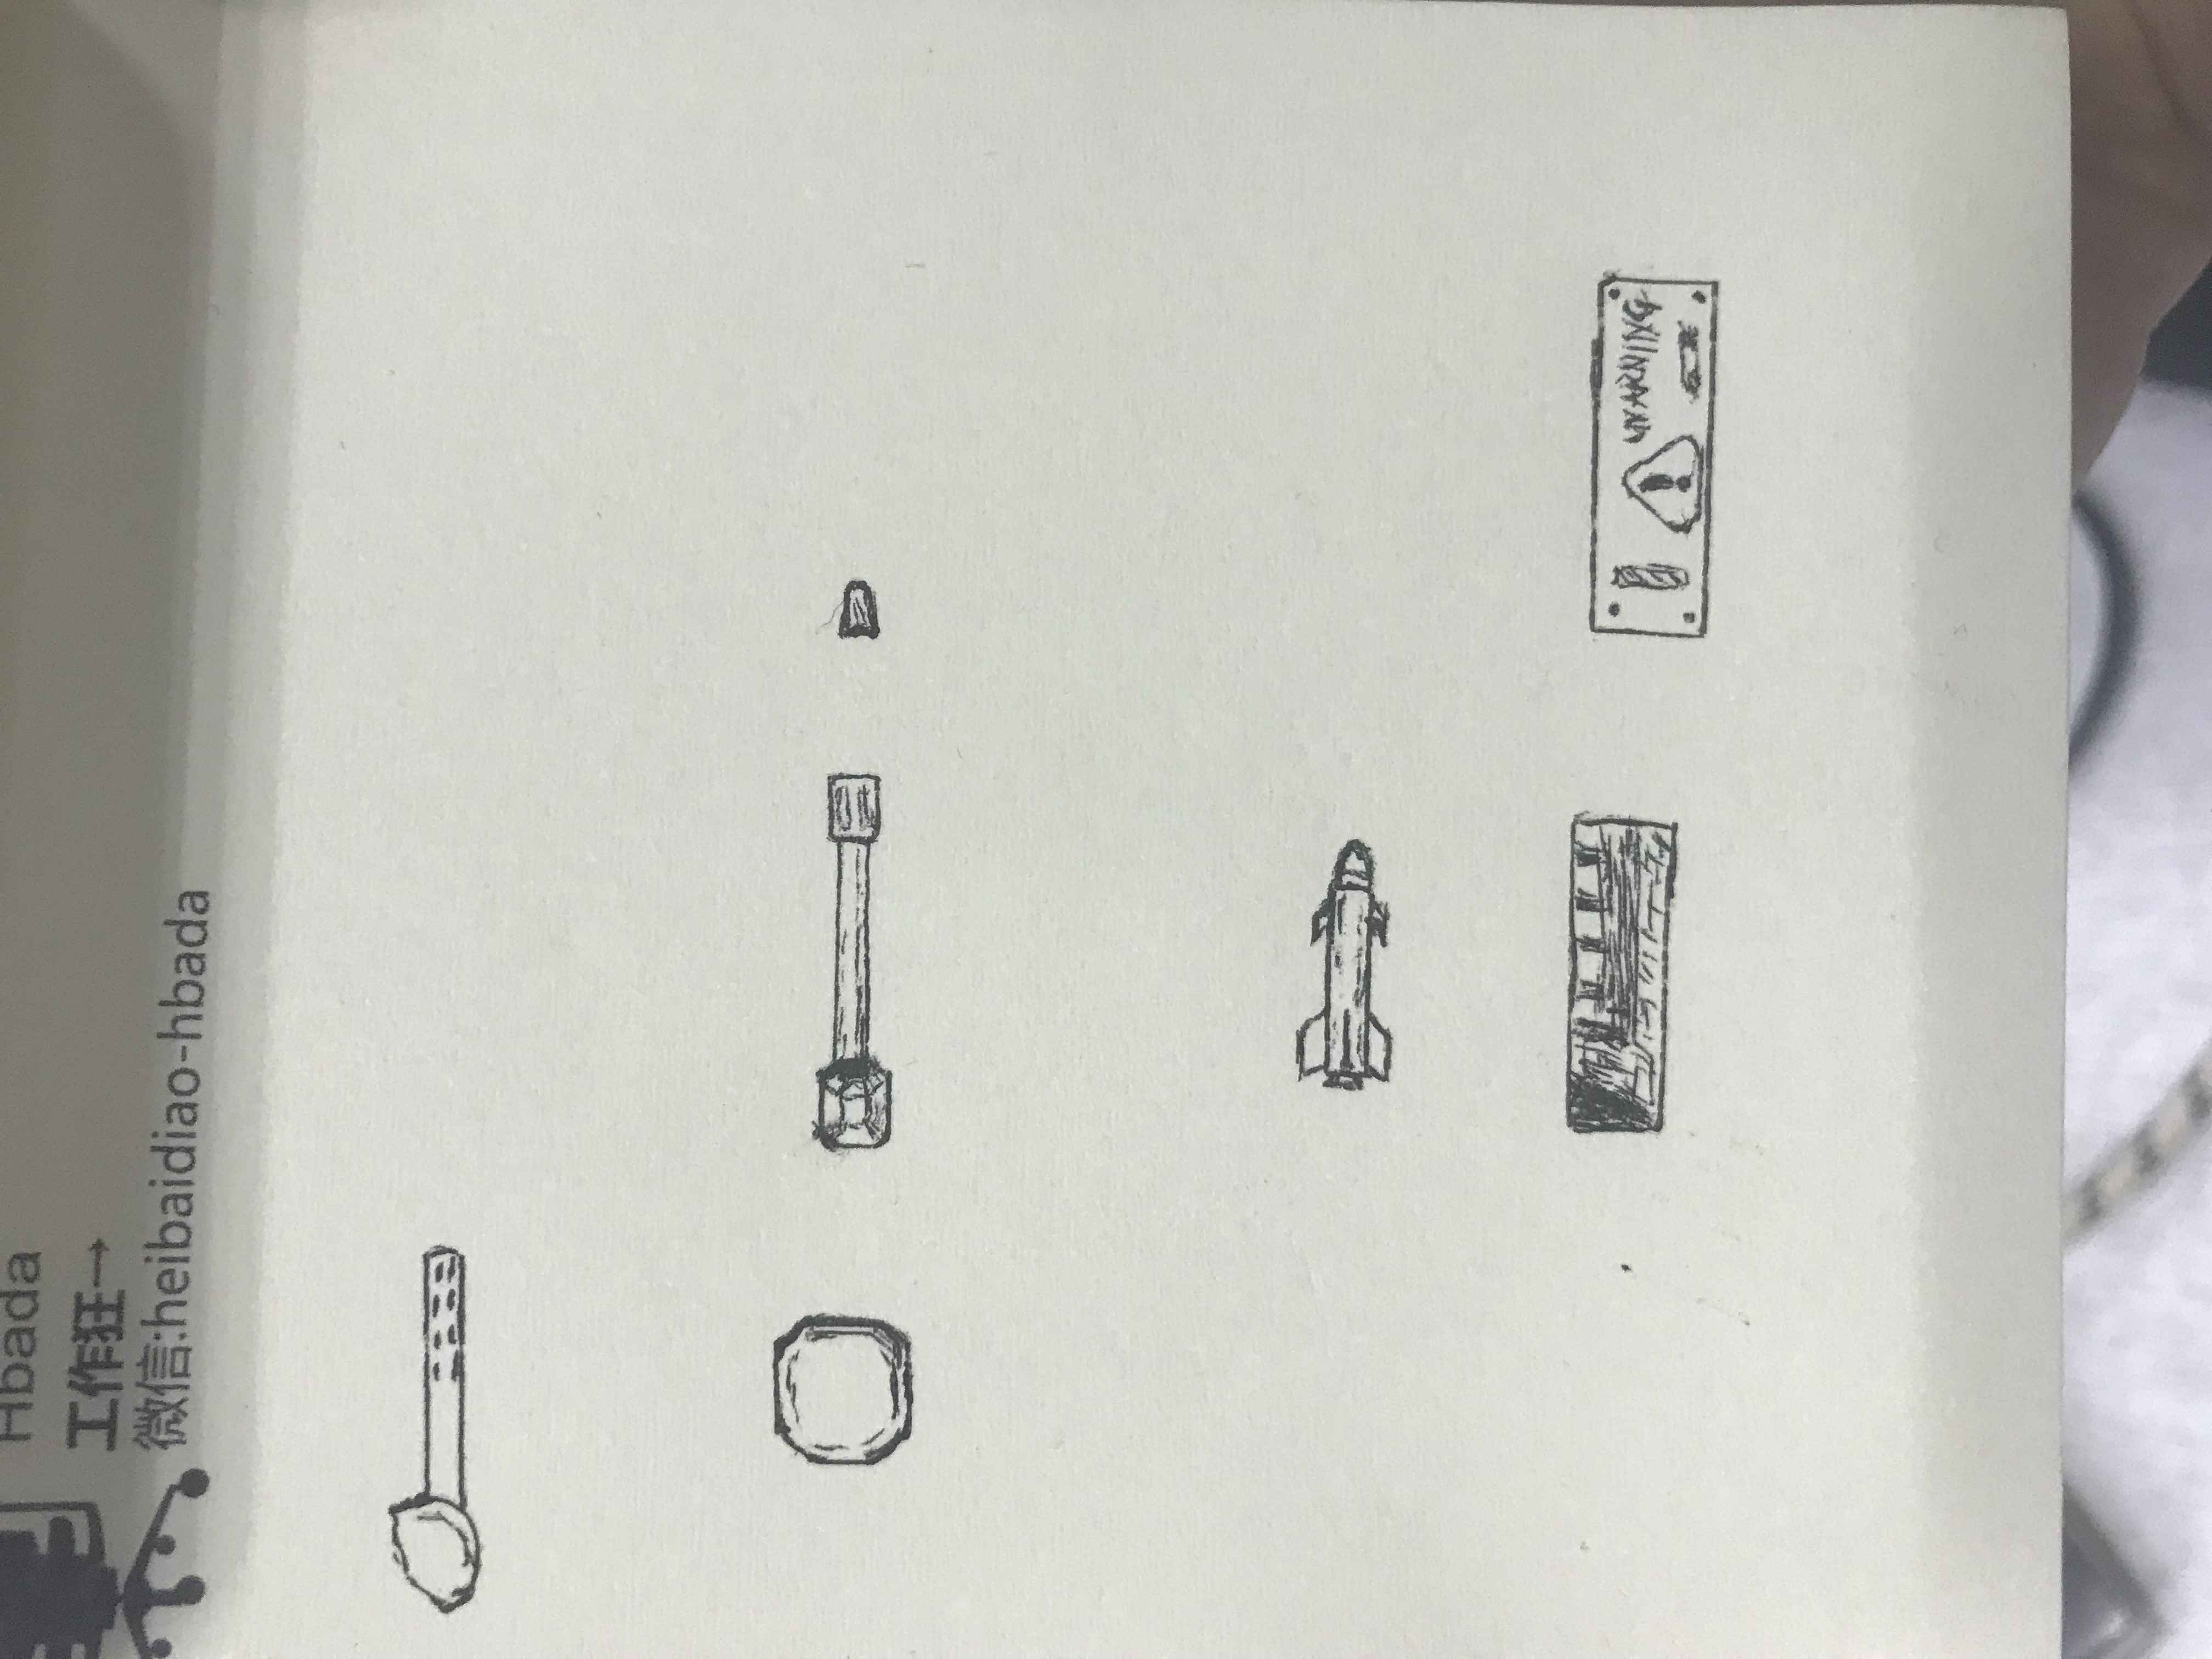 Hbada
工作狂→
微信:heibaidiao-hbada
WARNING